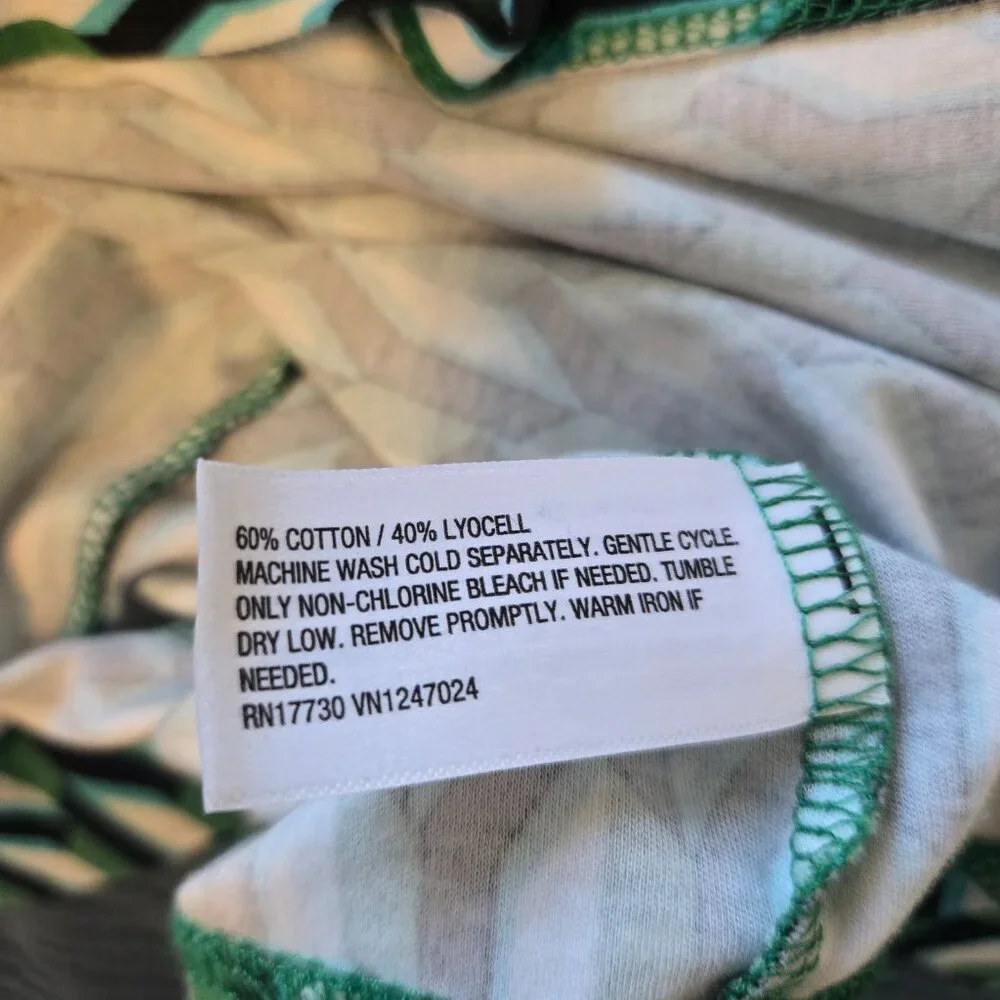 60% COTTON / 40% LYOCELL
MACHINE WASH COLD SEPARATELY. GENTLE CYCLE.
ONLY NON-CHLORINE BLEACH IF NEEDED. TUMBLE
DRY LOW. REMOVE PROMPTLY. WARM IRON IF
NEEDED.
RN17730 VN1247024